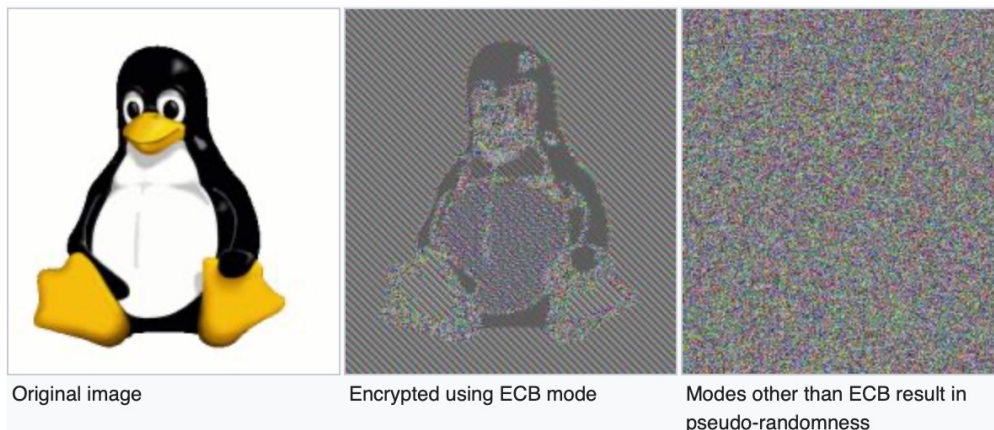 Original image
Encrypted using ECB mode
Modes other than ECB result in
pseudo-randomness